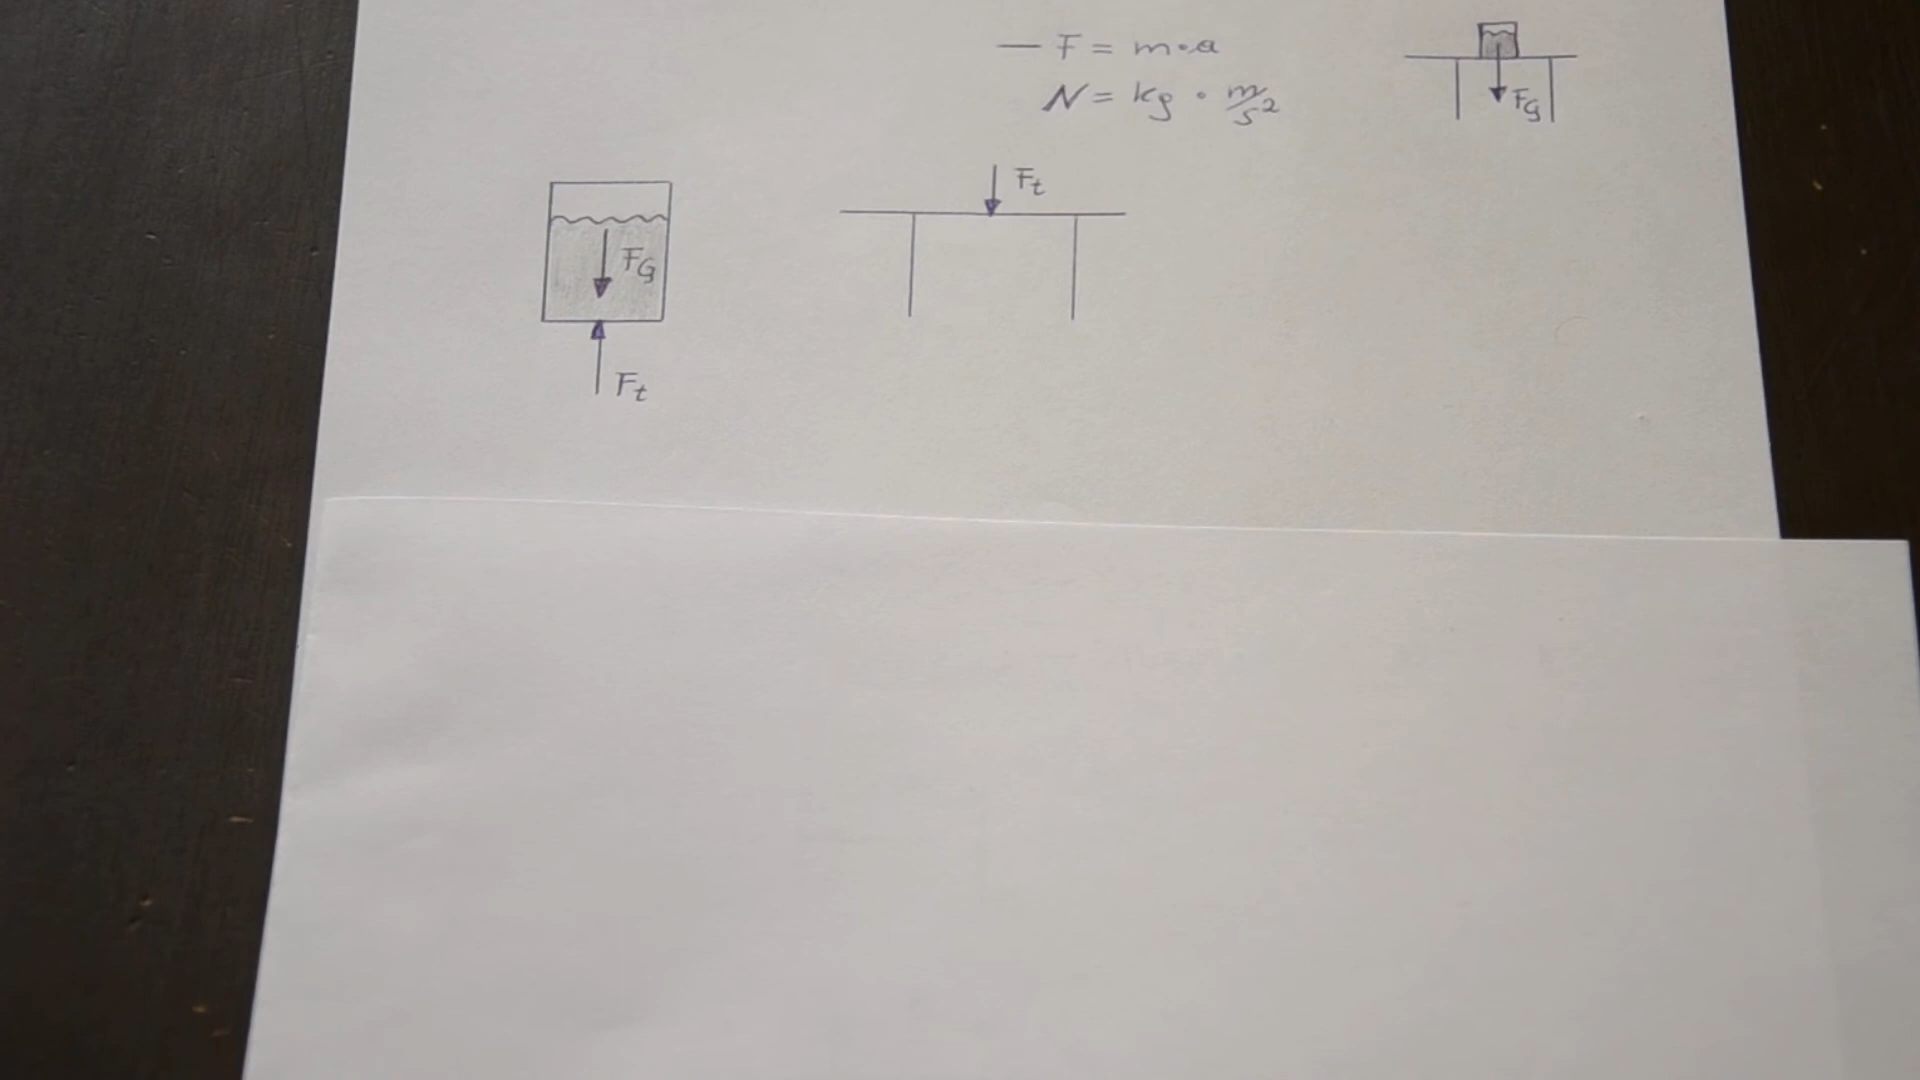 — F = m·a
N = kg · m/s²
F_G
F_t
F_G
F_t